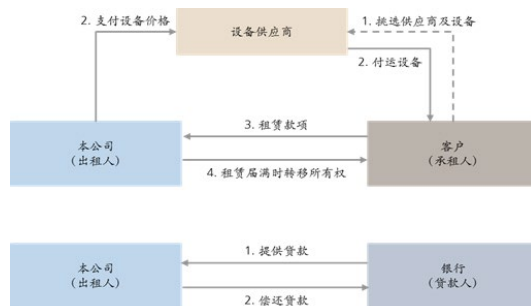 2. 支付设备价格
设备供应商
1. 挑选供应商及设备
2. 付运设备
本公司
（出租人）
3. 租赁款项
4. 租赁届满时转移所有权
客户
（承租人）
本公司
（出租人）
1. 提供贷款
2. 偿还贷款
银行
（贷款人）